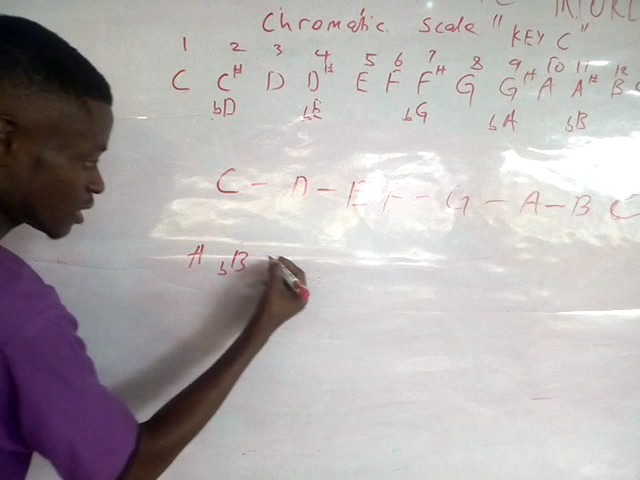 Chromatic Scale "KEY C"
1 2 3 4 5 6 7 8 9 10 11 12
C C# D D# E F F# G G# A A# B C
bD bE bG bA bB
C - D - E F - G - A - B C
A bB